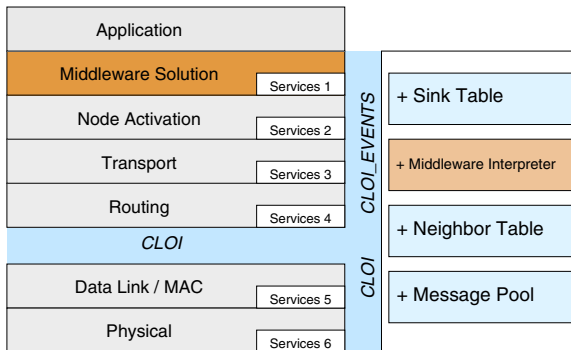 Application
Middleware Solution
Services 1
Node Activation
Services 2
Transport
Services 3
Routing
Services 4
CLOI
Data Link / MAC
Services 5
Physical
Services 6
CLOI_EVENTS
CLOI
+ Sink Table
+ Middleware Interpreter
+ Neighbor Table
+ Message Pool